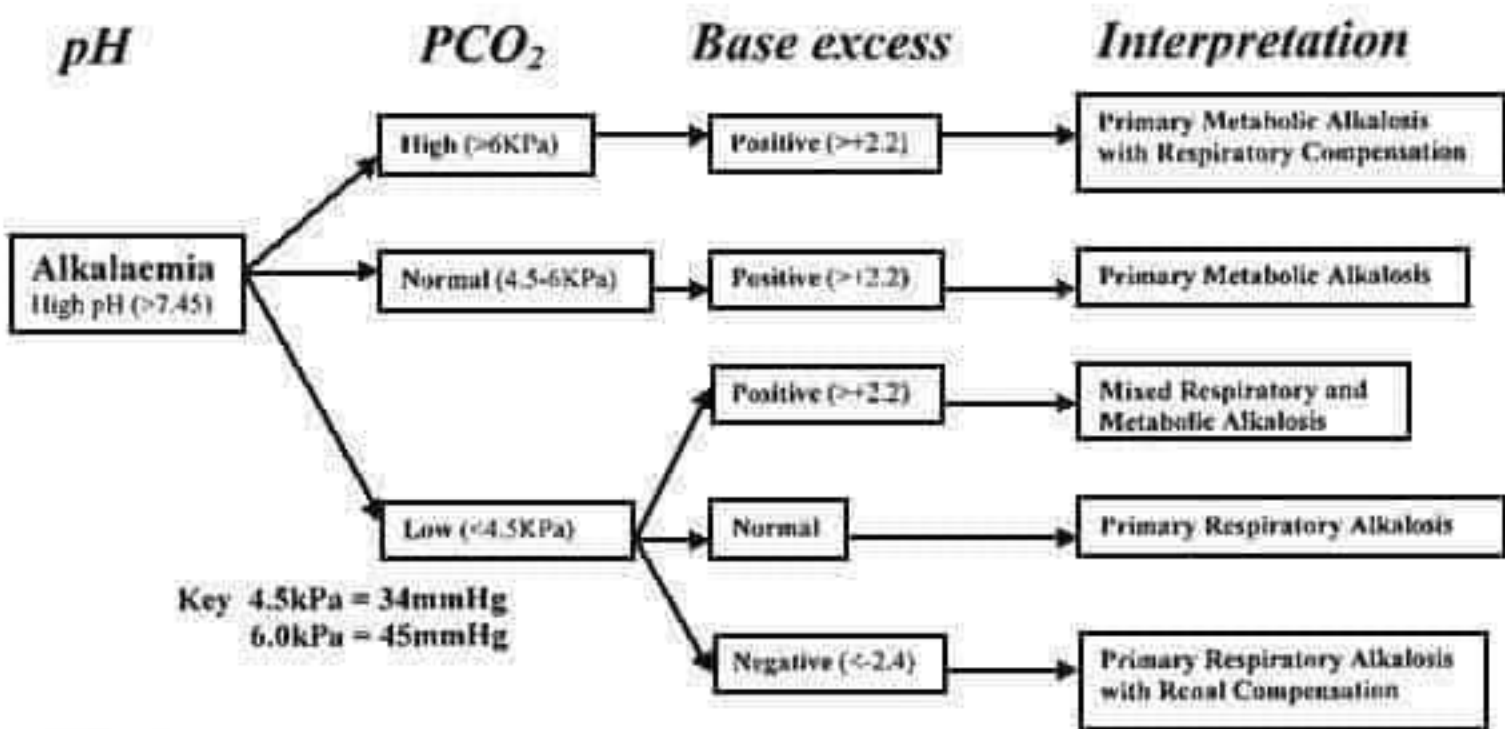 pH PCO₂ Base excess Interpretation
High (>6KPa)
Positive (>+2.2)
Primary Metabolic Alkalosis
with Respiratory Compensation
Alkalaemia
High pH (>7.45)
Normal (4.5-6KPa)
Positive (>+2.2)
Primary Metabolic Alkalosis
Positive (>+2.2)
Mixed Respiratory and
Metabolic Alkalosis
Low (<4.5KPa)
Normal
Primary Respiratory Alkalosis
Key 4.5kPa = 34mmHg
6.0kPa = 45mmHg
Negative (<-2.4)
Primary Respiratory Alkalosis
with Renal Compensation